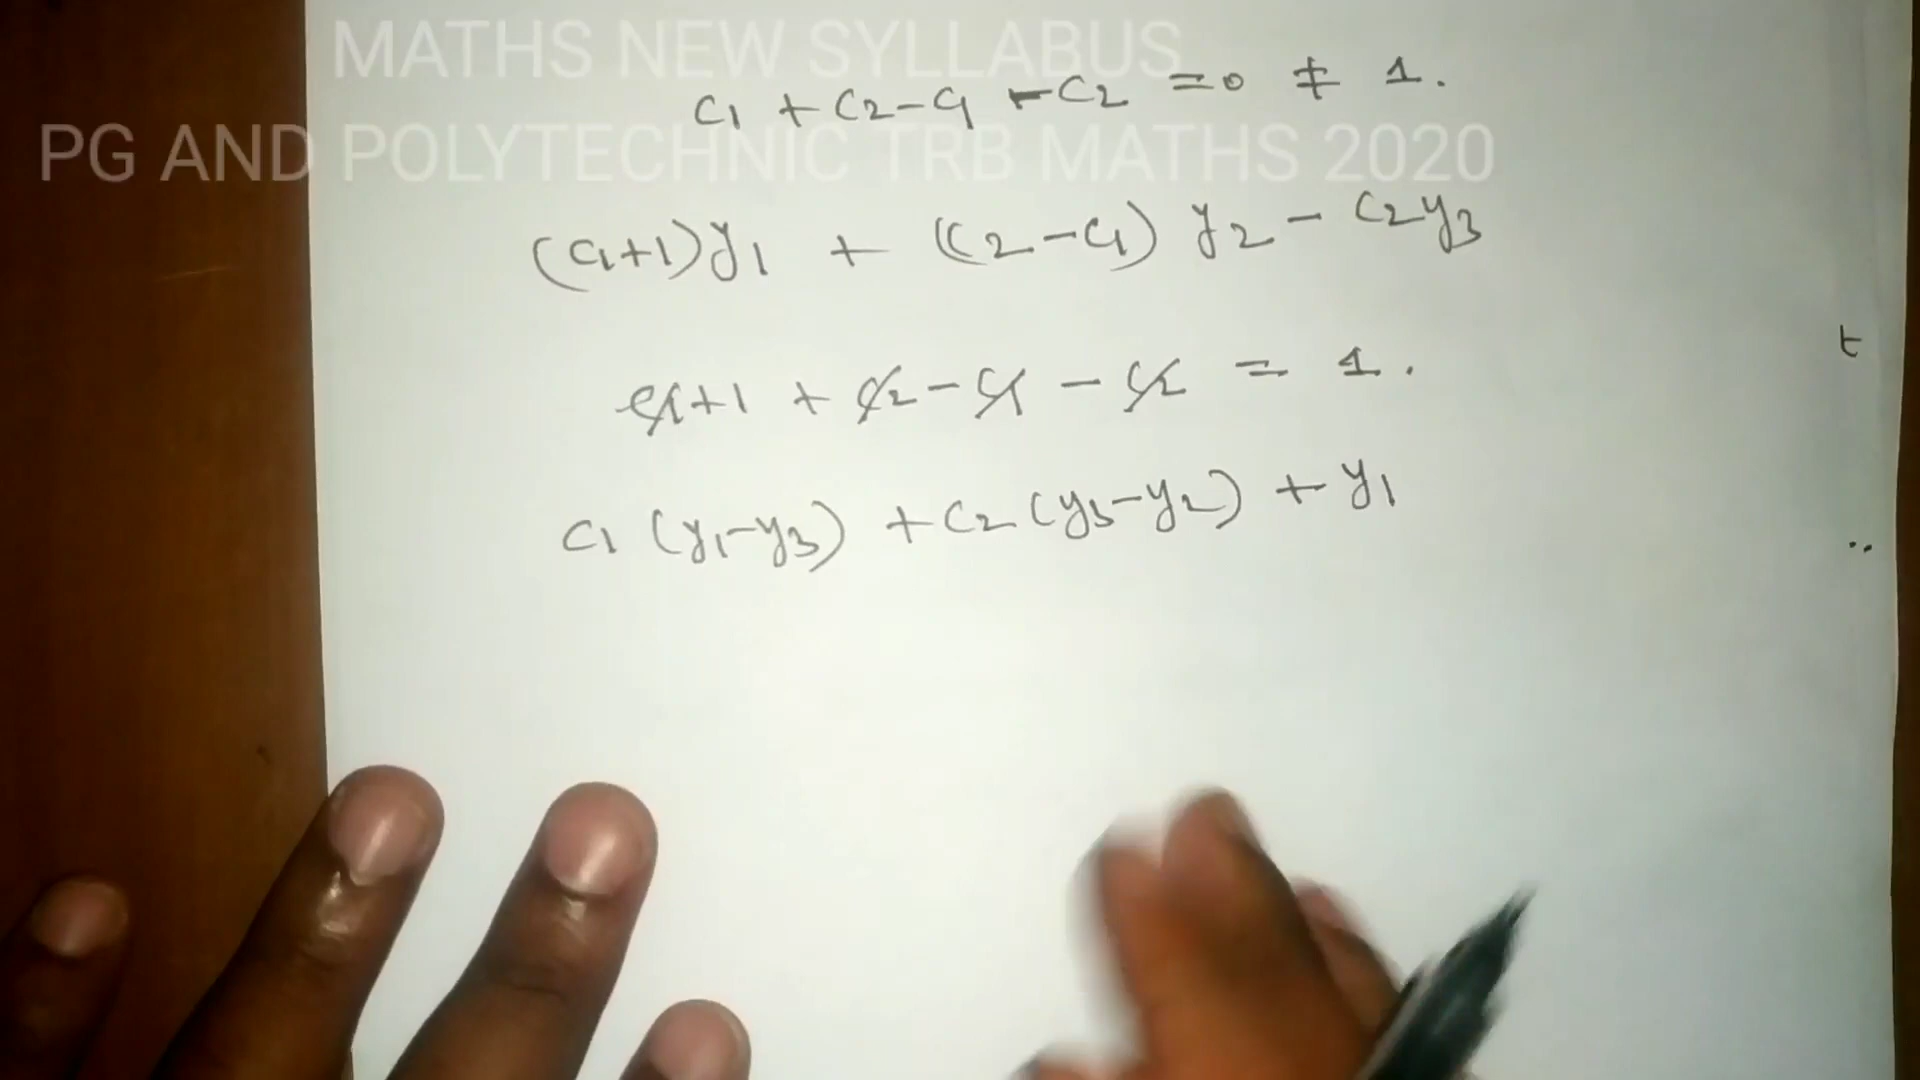 MATHS NEW SYLLABUS
c1 + c2 - c1 - c2 = 0 ≠ 1.
PG AND POLYTECHNIC TRB MATHS 2020
(c1+1)y1 + (c2-c1) y2 - c2y3
c1+1 + c2 - c1 - c2 = 1.
t
c1 (y1-y3) + c2 (y3-y2) + y1